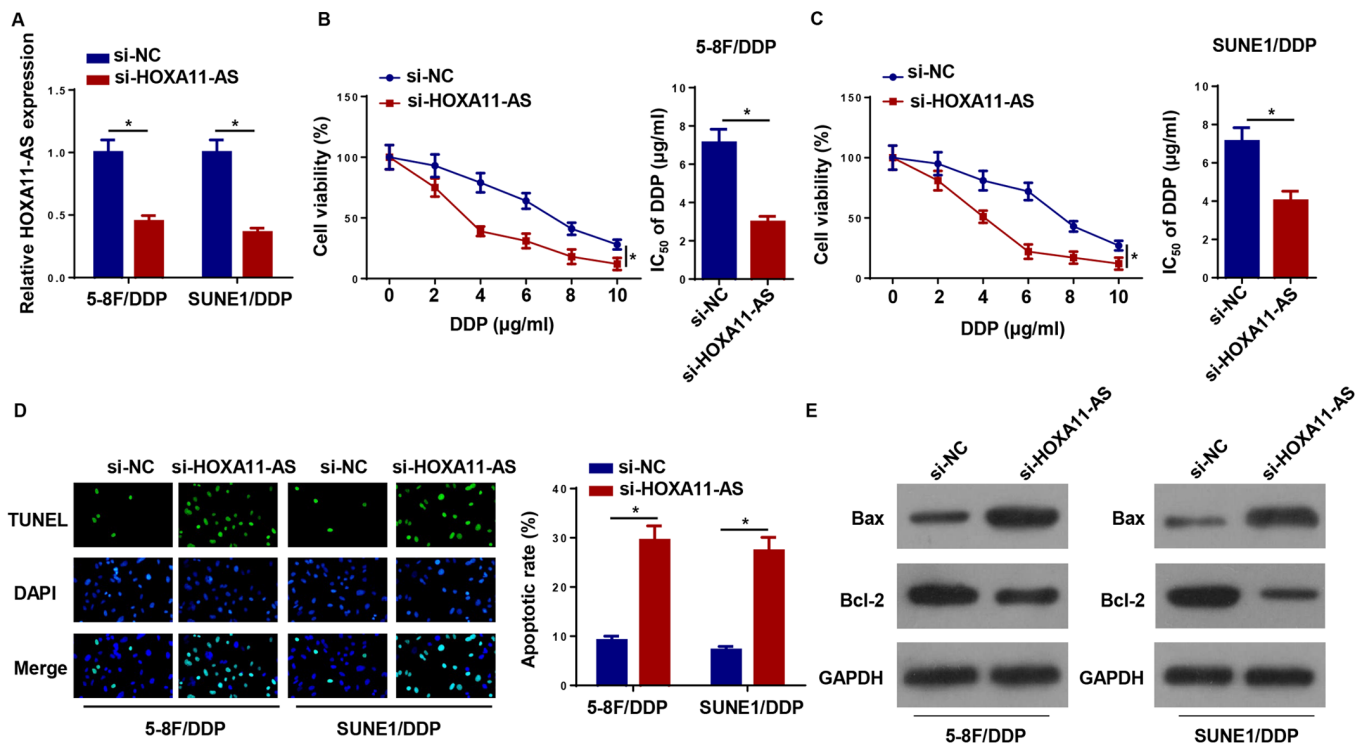 A
Relative HOXA11-AS expression
si-NC
si-HOXA11-AS
1.5
1.0
0.5
0.0
*
*
5-8F/DDP
SUNE1/DDP
B
si-NC
si-HOXA11-AS
Cell viability (%)
150
100
50
0
0 2 4 6 8 10
DDP (µg/ml)
*
5-8F/DDP
IC50 of DDP (µg/ml)
10
8
6
4
2
0
*
si-NC
si-HOXA11-AS
C
si-NC
si-HOXA11-AS
Cell viability (%)
150
100
50
0
0 2 4 6 8 10
DDP (µg/ml)
*
SUNE1/DDP
IC50 of DDP (µg/ml)
10
8
6
4
2
0
*
si-NC
si-HOXA11-AS
D
si-NC si-HOXA11-AS si-NC si-HOXA11-AS
TUNEL
DAPI
Merge
5-8F/DDP SUNE1/DDP
si-NC
si-HOXA11-AS
Apoptotic rate (%)
40
30
20
10
0
*
*
5-8F/DDP SUNE1/DDP
E
si-NC si-HOXA11-AS
Bax
Bcl-2
GAPDH
5-8F/DDP
si-NC si-HOXA11-AS
Bax
Bcl-2
GAPDH
SUNE1/DDP